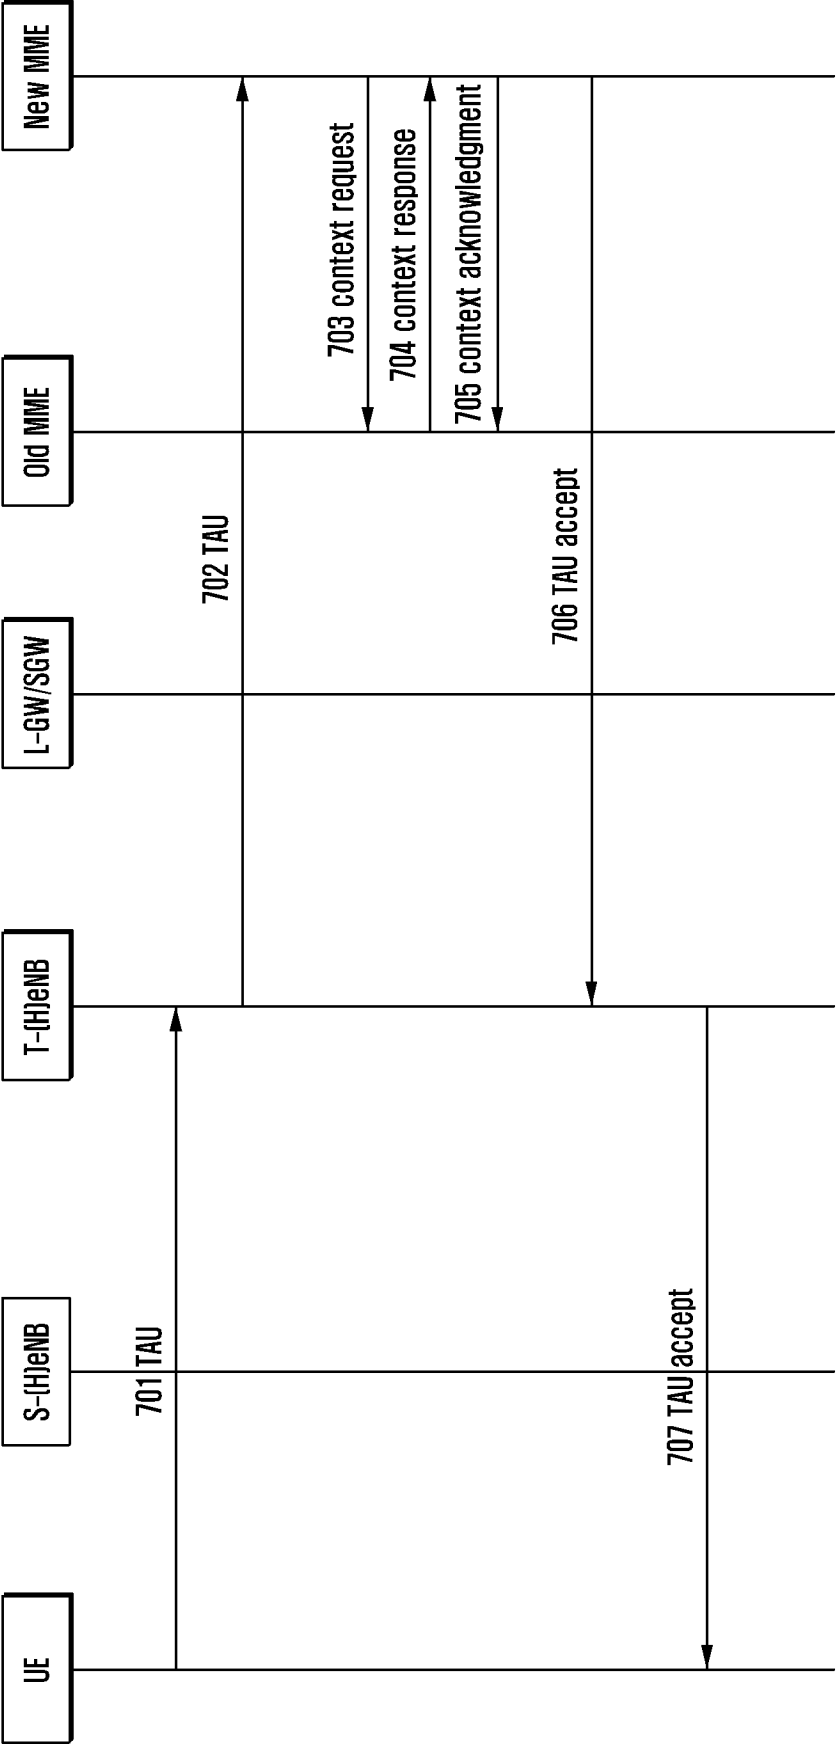 UE
S-(H)eNB
T-(H)eNB
L-GW/SGW
Old MME
New MME
701 TAU
702 TAU
703 context request
704 context response
705 context acknowledgment
706 TAU accept
707 TAU accept